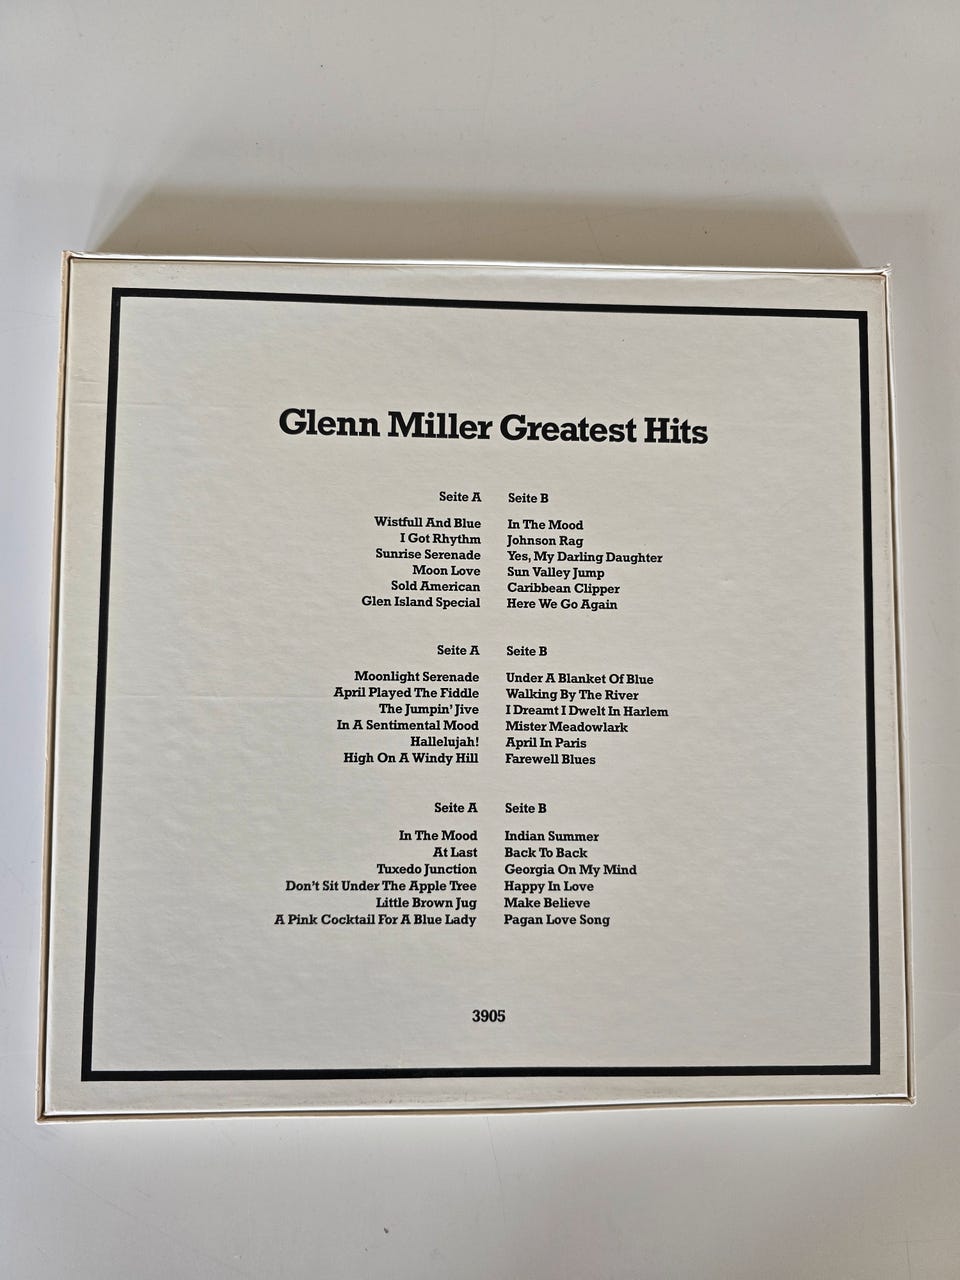 Glenn Miller Greatest Hits
Seite A
Wistfull And Blue
I Got Rhythm
Sunrise Serenade
Moon Love
Sold American
Glen Island Special
Seite B
In The Mood
Johnson Rag
Yes, My Darling Daughter
Sun Valley Jump
Caribbean Clipper
Here We Go Again
Seite A
Moonlight Serenade
April Played The Fiddle
The Jumpin' Jive
In A Sentimental Mood
Hallelujah!
High On A Windy Hill
Seite B
Under A Blanket Of Blue
Walking By The River
I Dreamt I Dwelt In Harlem
Mister Meadowlark
April In Paris
Farewell Blues
Seite A
In The Mood
At Last
Tuxedo Junction
Don't Sit Under The Apple Tree
Little Brown Jug
A Pink Cocktail For A Blue Lady
Seite B
Indian Summer
Back To Back
Georgia On My Mind
Happy In Love
Make Believe
Pagan Love Song
3905